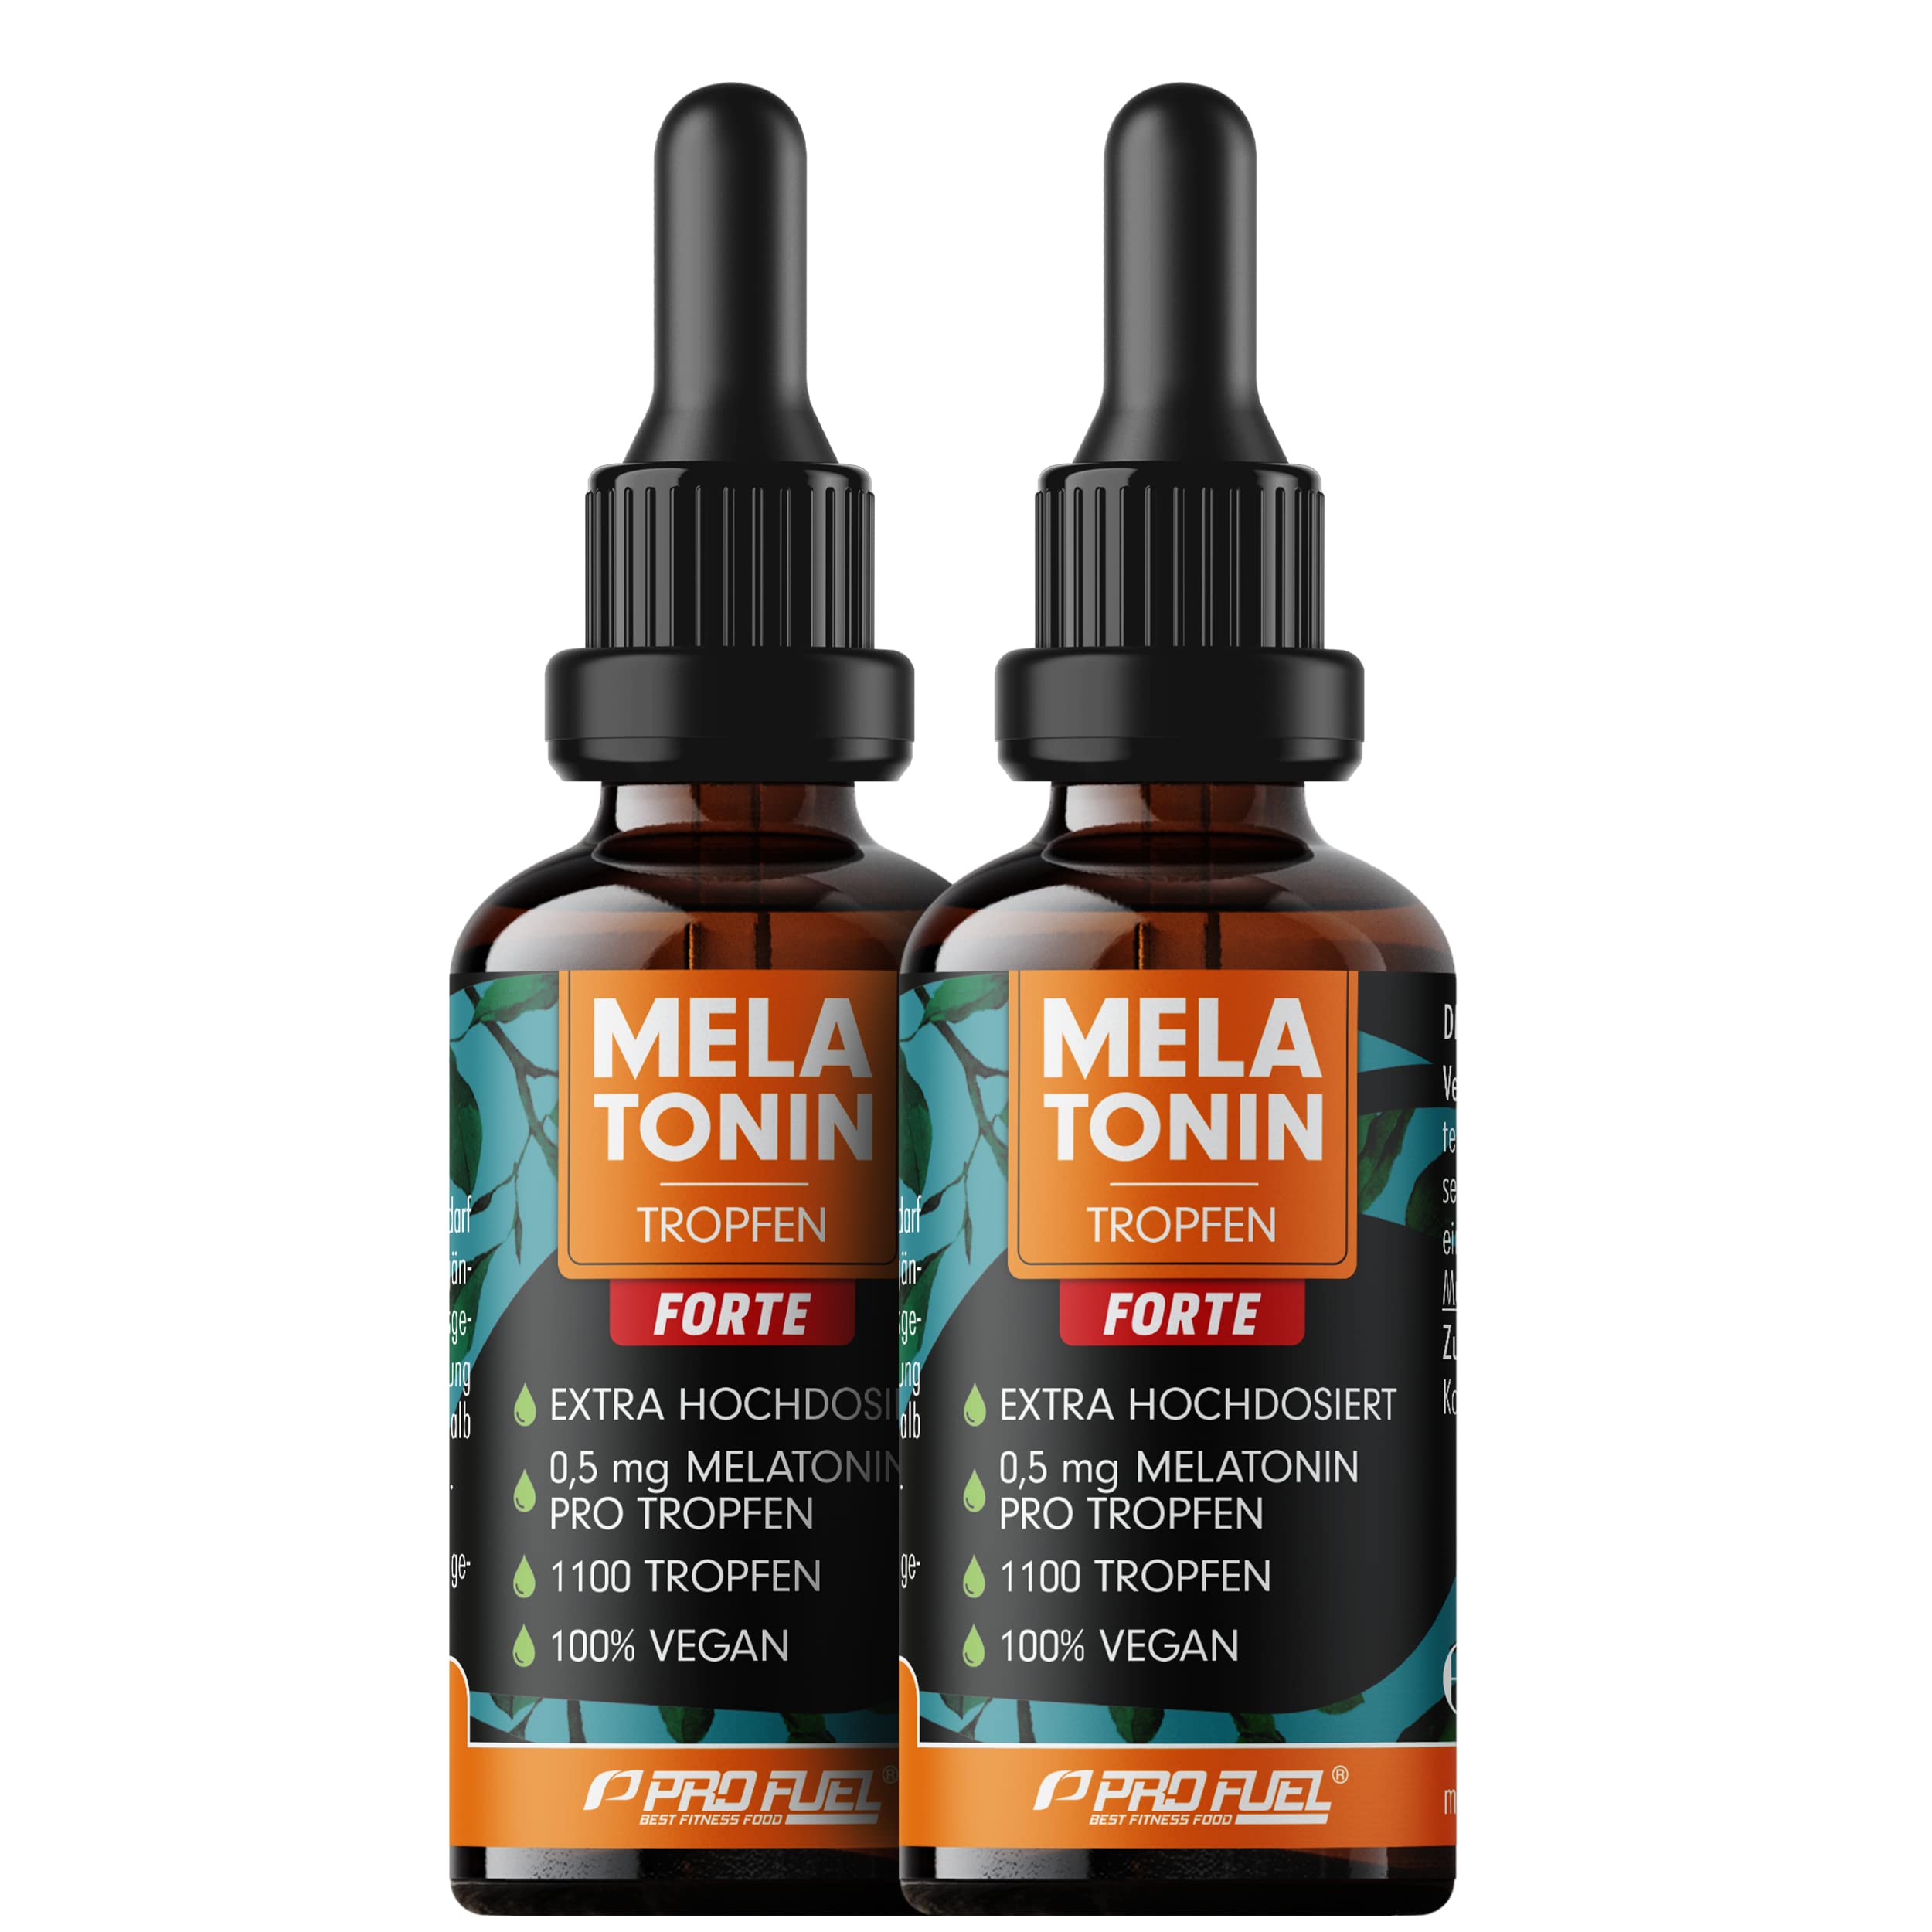 MELA
TONIN
TROPFEN
FORTE
EXTRA HOCHDOSI
0,5 mg MELATONIN
PRO TROPFEN
1100 TROPFEN
100% VEGAN
PRO FUEL®
BEST FITNESS FOOD
MELA
TONIN
TROPFEN
FORTE
EXTRA HOCHDOSIERT
0,5 mg MELATONIN
PRO TROPFEN
1100 TROPFEN
100% VEGAN
PRO FUEL®
BEST FITNESS FOOD